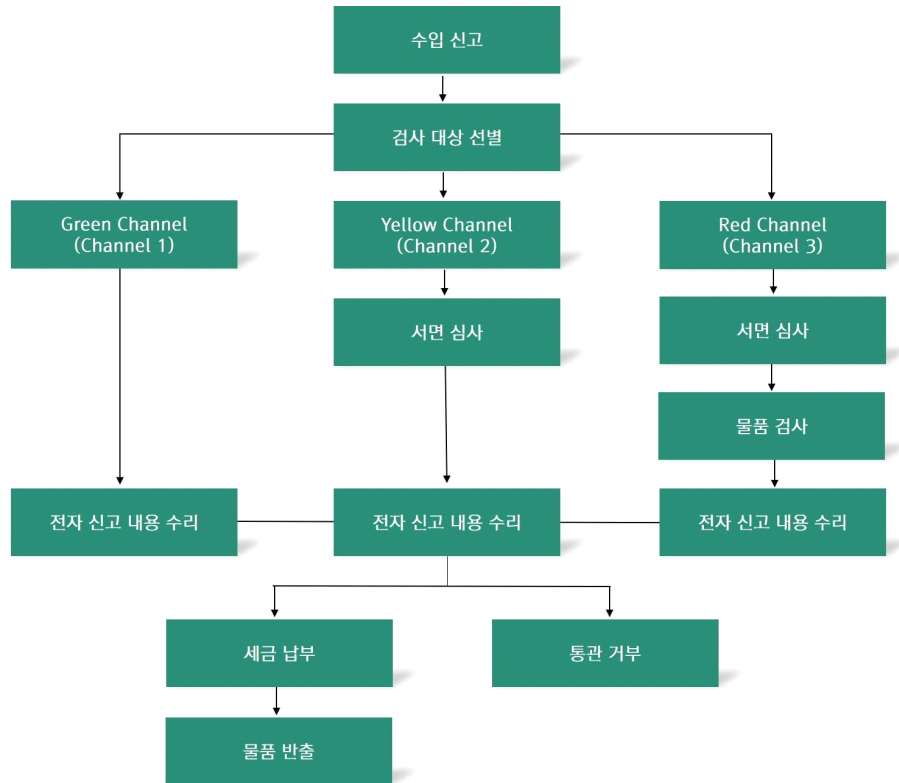 수입 신고
검사 대상 선별
Green Channel
(Channel 1)
Yellow Channel
(Channel 2)
Red Channel
(Channel 3)
서면 심사
서면 심사
물품 검사
전자 신고 내용 수리
전자 신고 내용 수리
전자 신고 내용 수리
세금 납부
통관 거부
물품 반출